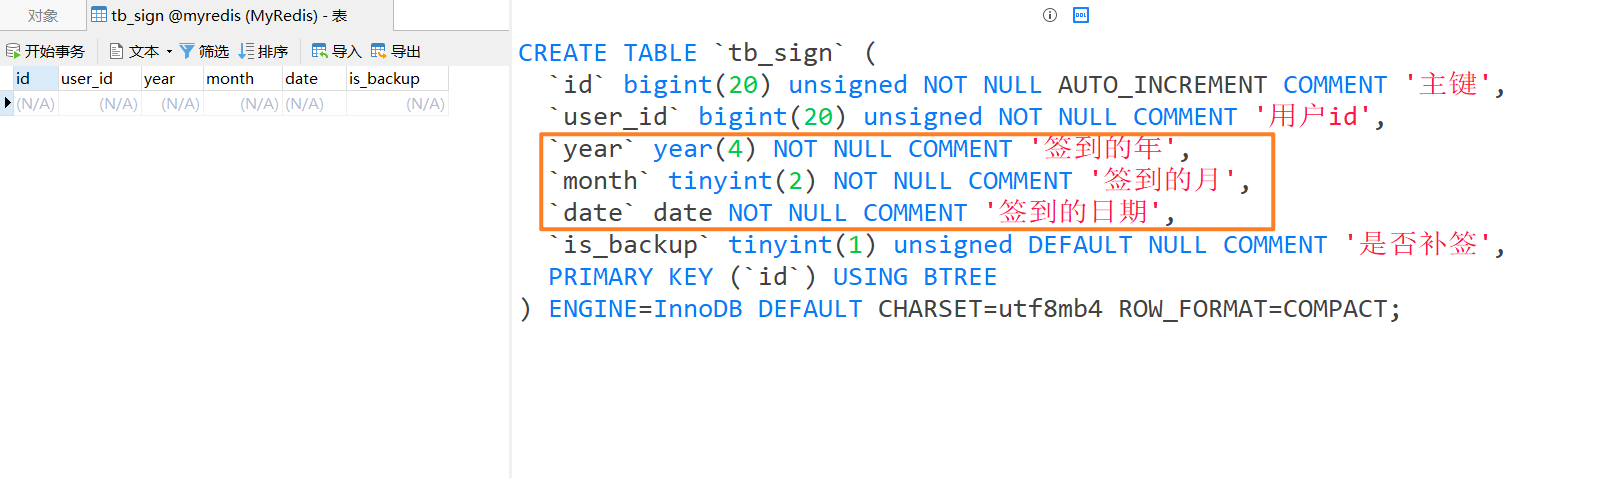 对象 tb_sign @myredis (MyRedis) - 表
开始事务 文本 筛选 排序 导入 导出
id user_id year month date is_backup
(N/A) (N/A) (N/A) (N/A) (N/A) (N/A)
DDL
CREATE TABLE `tb_sign` (
`id` bigint(20) unsigned NOT NULL AUTO_INCREMENT COMMENT '主键',
`user_id` bigint(20) unsigned NOT NULL COMMENT '用户id',
`year` year(4) NOT NULL COMMENT '签到的年',
`month` tinyint(2) NOT NULL COMMENT '签到的月',
`date` date NOT NULL COMMENT '签到的日期',
`is_backup` tinyint(1) unsigned DEFAULT NULL COMMENT '是否补签',
PRIMARY KEY (`id`) USING BTREE
) ENGINE=InnoDB DEFAULT CHARSET=utf8mb4 ROW_FORMAT=COMPACT;